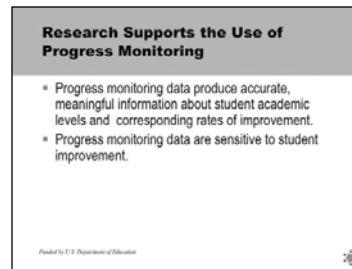 Research Supports the Use of
Progress Monitoring
Progress monitoring data produce accurate,
meaningful information about student academic
levels and corresponding rates of improvement.
Progress monitoring data are sensitive to student
improvement.
Funded by U.S. Department of Education